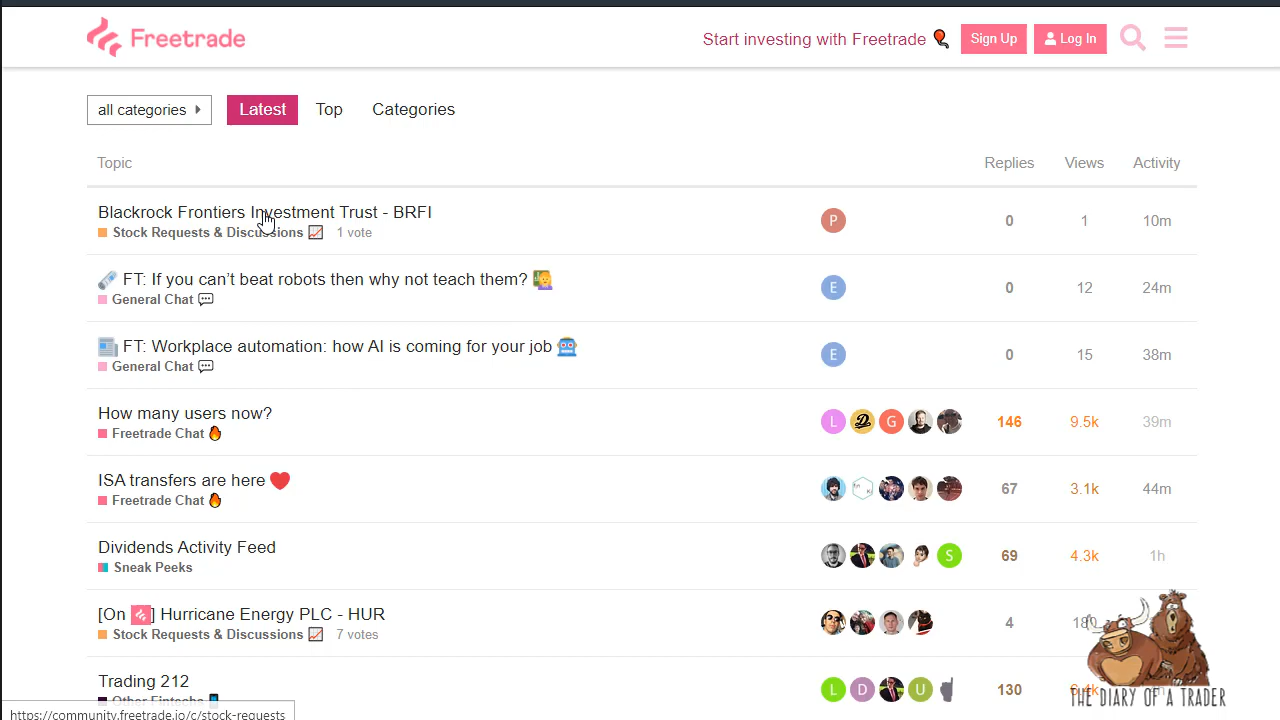 Freetrade
Start investing with Freetrade
Sign Up
Log In
all categories
Latest
Top
Categories
Topic
Replies
Views
Activity
Blackrock Frontiers Investment Trust - BRFI
Stock Requests & Discussions
1 vote
P
0
1
10m
FT: If you can’t beat robots then why not teach them?
General Chat
E
0
12
24m
FT: Workplace automation: how AI is coming for your job
General Chat
E
0
15
38m
How many users now?
Freetrade Chat
L
G
146
9.5k
39m
ISA transfers are here
Freetrade Chat
67
3.1k
44m
Dividends Activity Feed
Sneak Peeks
S
69
4.3k
1h
[On ] Hurricane Energy PLC - HUR
Stock Requests & Discussions
7 votes
4
Trading 212
Other Fintechs
L
D
U
130
THE DIARY OF A TRADER
https://community.freetrade.io/c/stock-requests